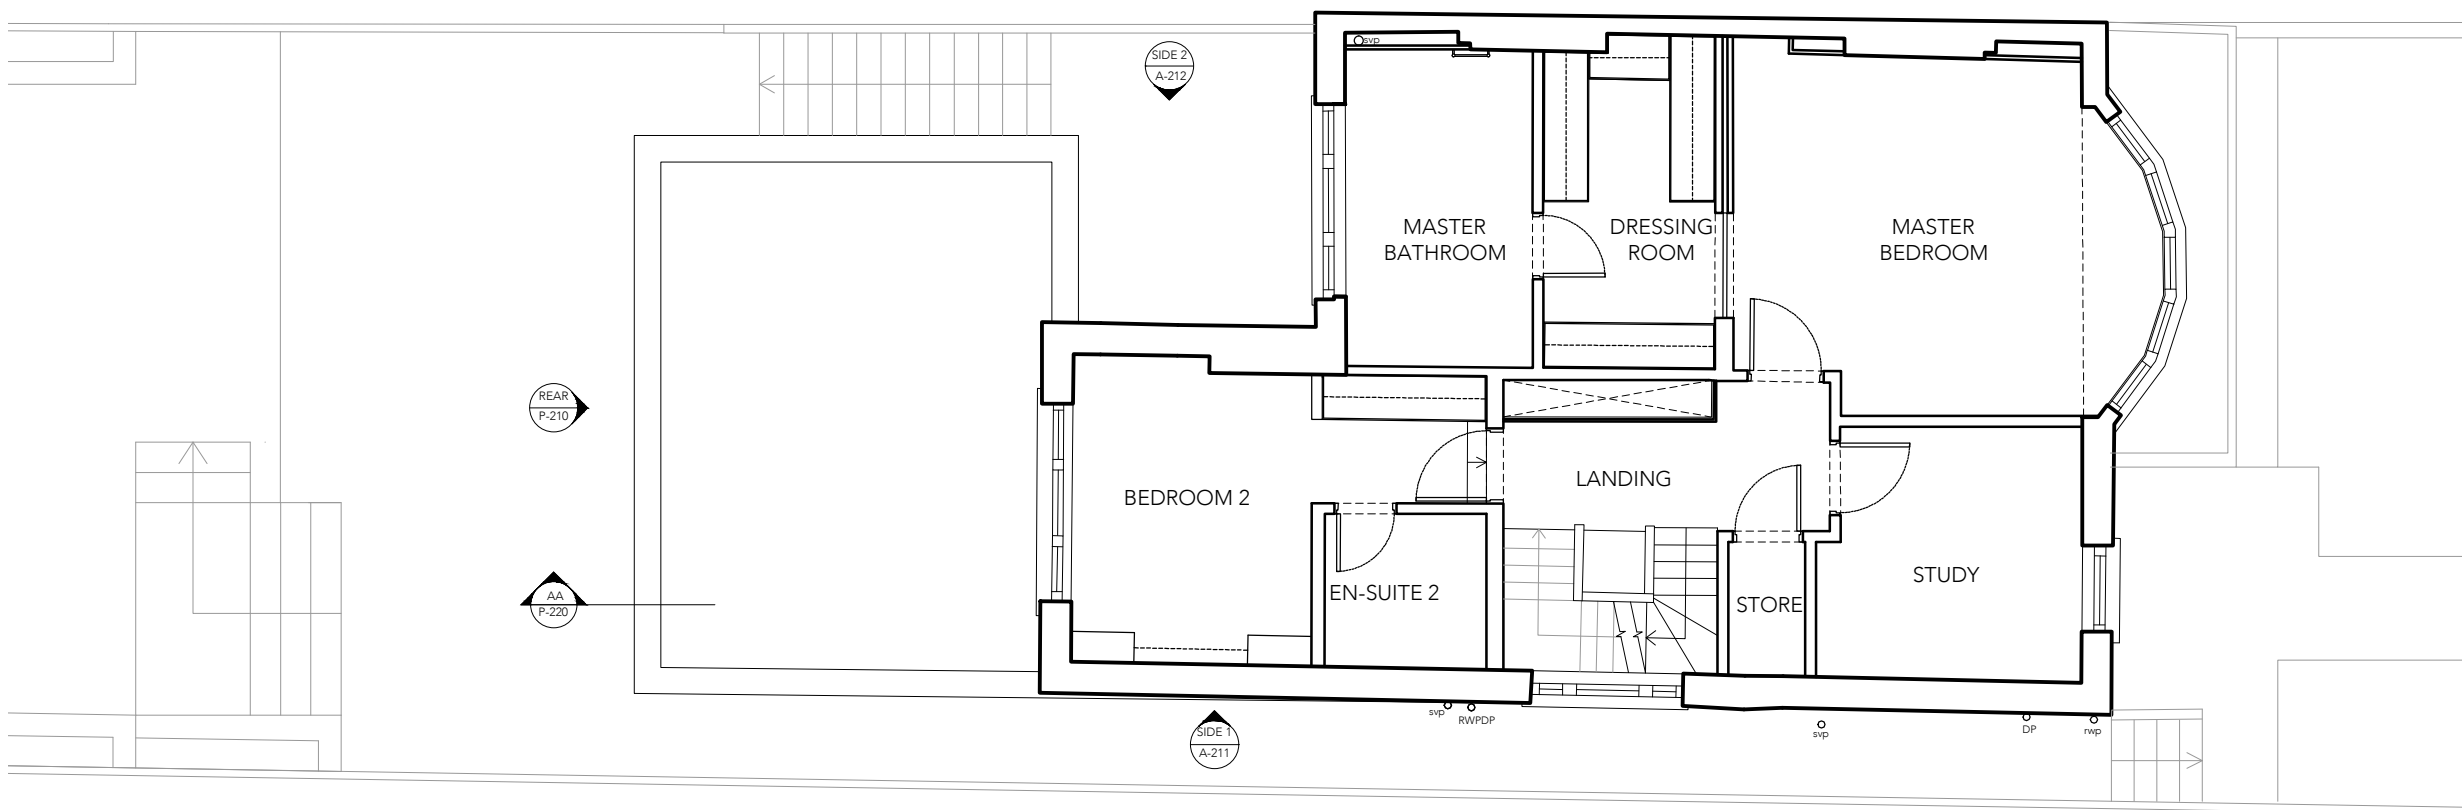 svp
SIDE 2
A-212
MASTER
BATHROOM
DRESSING
ROOM
MASTER
BEDROOM
REAR
P-210
BEDROOM 2
LANDING
STUDY
EN-SUITE 2
STORE
AA
P-220
svp
RWPDP
SIDE 1
A-211
svp
DP
rwp